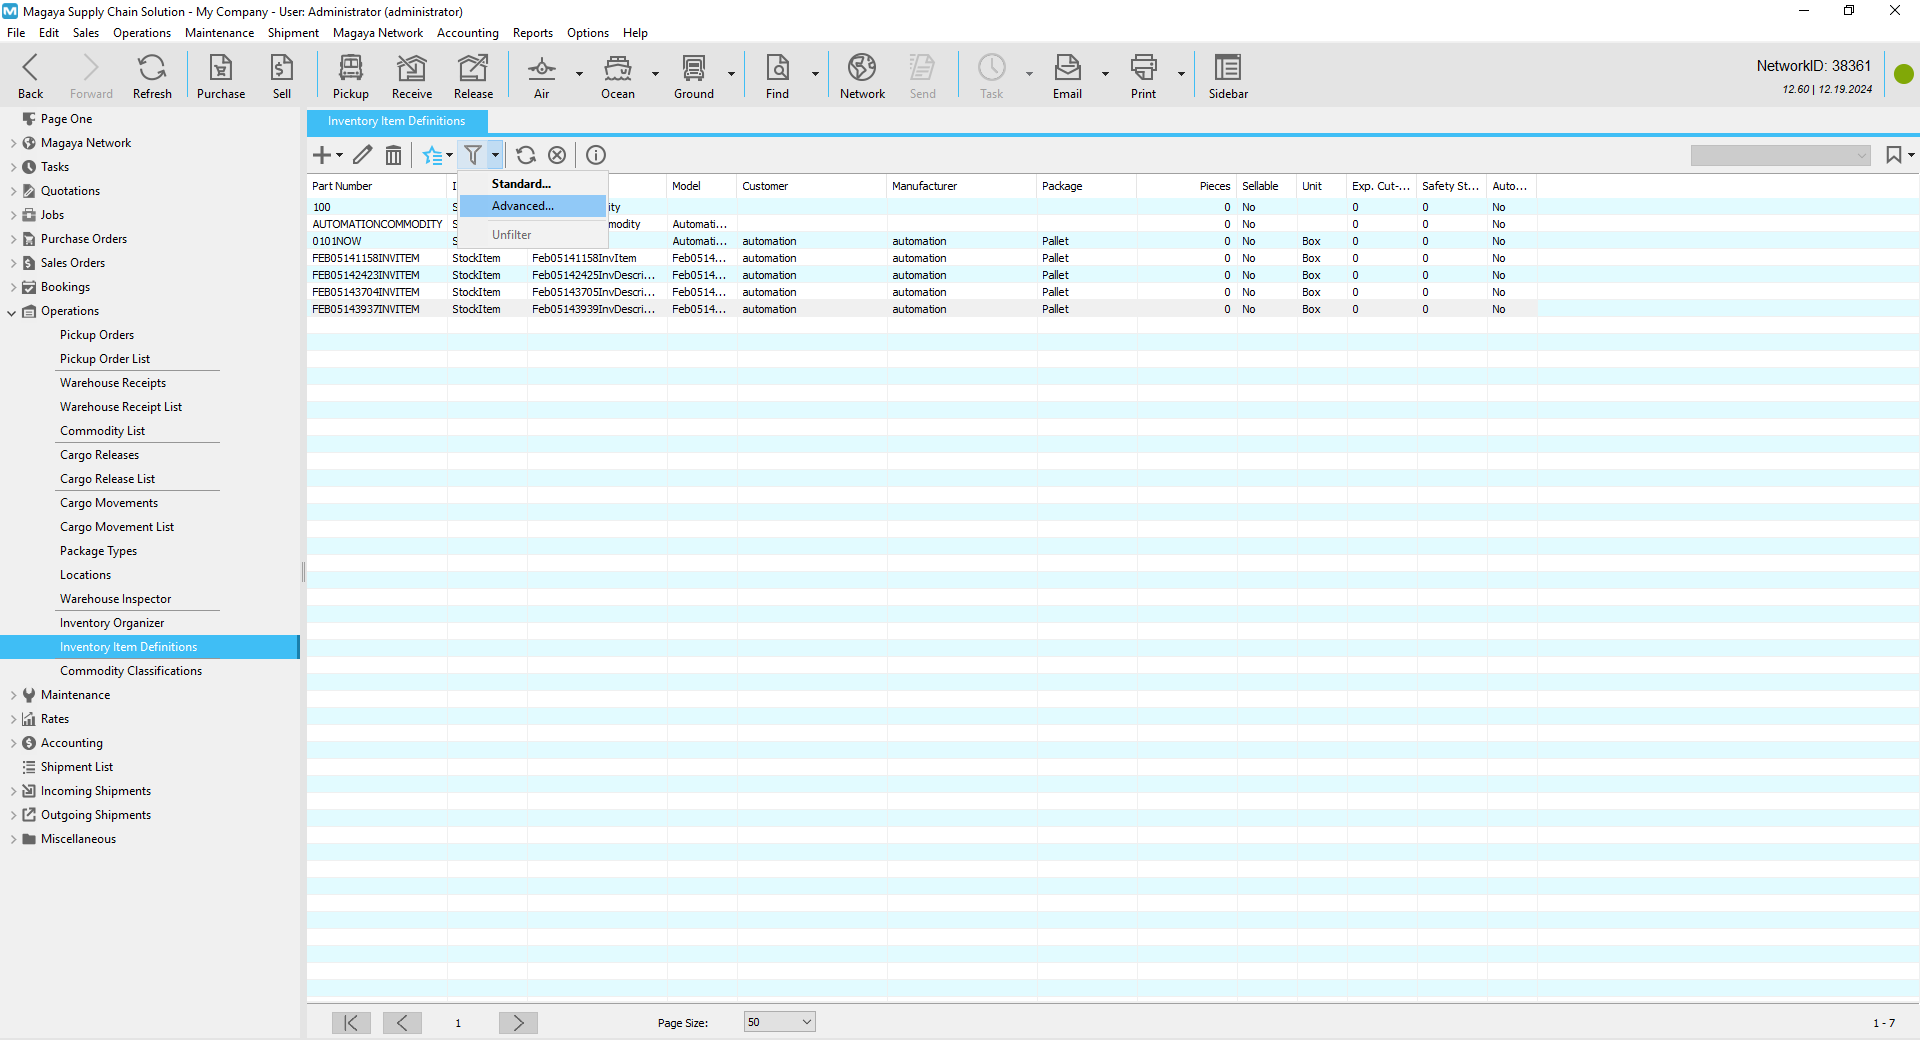 Magaya Supply Chain Solution - My Company - User: Administrator (administrator)
File Edit Sales Operations Maintenance Shipment Magaya Network Accounting Reports Options Help
Back Forward Refresh Purchase Sell Pickup Receive Release Air Ocean Ground Find Network Send Task Email Print Sidebar
NetworkID: 38361
12.60 | 12.19.2024
Page One
Magaya Network
Tasks
Quotations
Jobs
Purchase Orders
Sales Orders
Bookings
Operations
Pickup Orders
Pickup Order List
Warehouse Receipts
Warehouse Receipt List
Commodity List
Cargo Releases
Cargo Release List
Cargo Movements
Cargo Movement List
Package Types
Locations
Warehouse Inspector
Inventory Organizer
Inventory Item Definitions
Commodity Classifications
Maintenance
Rates
Accounting
Shipment List
Incoming Shipments
Outgoing Shipments
Miscellaneous
Inventory Item Definitions
Standard...
Advanced...
Unfilter
Part Number I Model Customer Manufacturer Package Pieces Sellable Unit Exp. Cut-... Safety St... Auto...
100 S ity 0 No 0 0 No
AUTOMATIONCOMMODITY S modity Automati... 0 No 0 0 No
0101NOW S Automati... automation automation Pallet 0 No Box 0 0 No
FEB05141158INVITEM StockItem Feb05141158InvItem Feb0514... automation automation Pallet 0 No Box 0 0 No
FEB05142423INVITEM StockItem Feb05142425InvDescri... Feb0514... automation automation Pallet 0 No Box 0 0 No
FEB05143704INVITEM StockItem Feb05143705InvDescri... Feb0514... automation automation Pallet 0 No Box 0 0 No
FEB05143937INVITEM StockItem Feb05143939InvDescri... Feb0514... automation automation Pallet 0 No Box 0 0 No
1 Page Size: 50 1 - 7